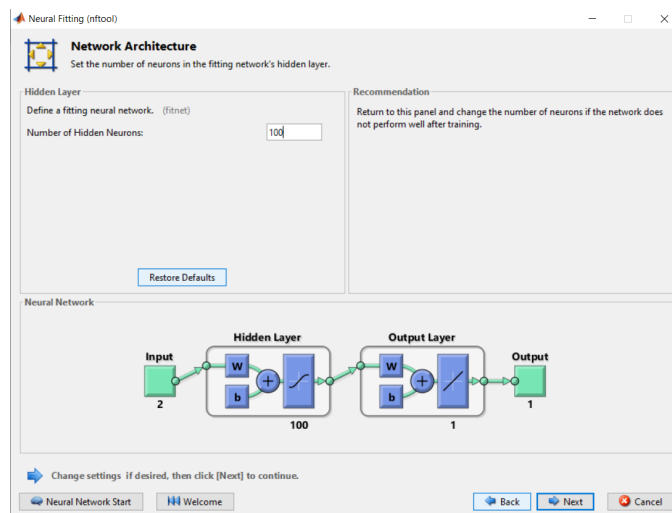 Neural Fitting (nftool)
Network Architecture
Set the number of neurons in the fitting network's hidden layer.
Hidden Layer
Define a fitting neural network. (fitnet)
Number of Hidden Neurons: 100
Restore Defaults
Recommendation
Return to this panel and change the number of neurons if the network does
not perform well after training.
Neural Network
Hidden Layer
Output Layer
Input
Output
W
b
W
b
2
100
1
1
Change settings if desired, then click [Next] to continue.
Neural Network Start
Welcome
Back
Next
Cancel